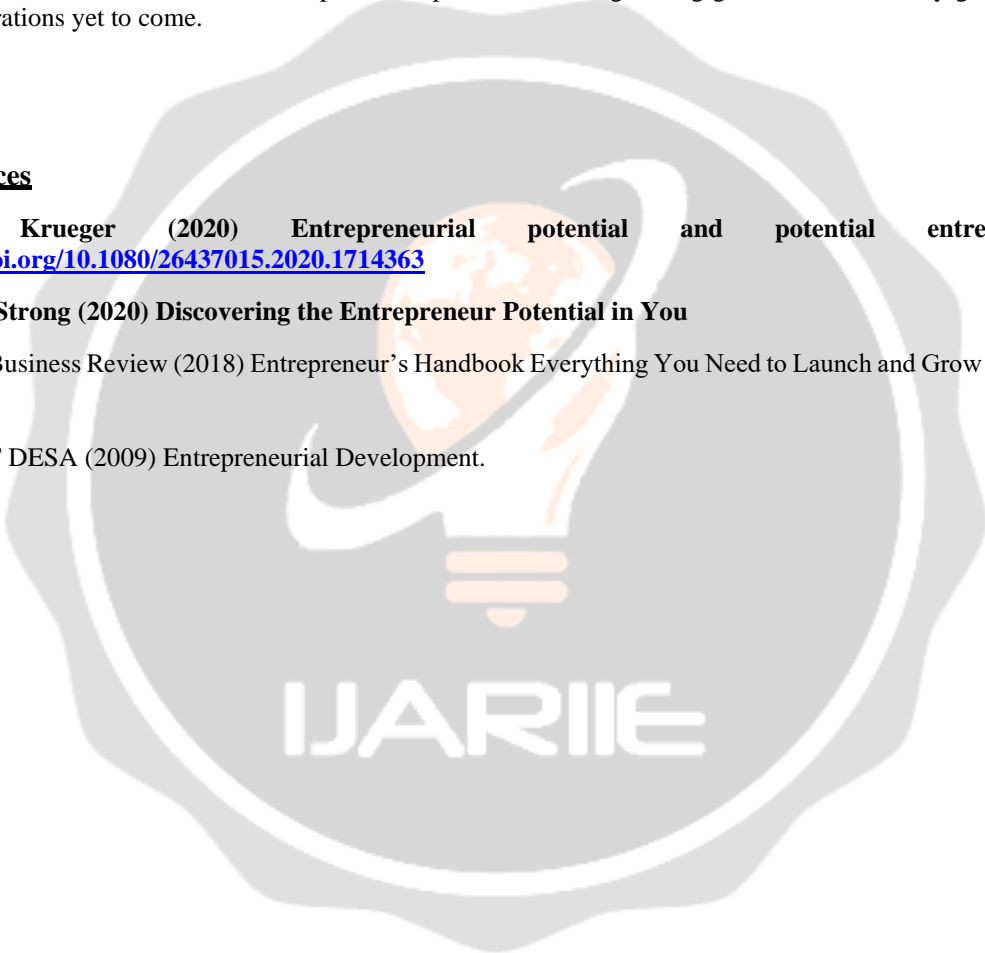 rations yet to come.
ces
Krueger (2020) Entrepreneurial potential and potential entre
oi.org/10.1080/26437015.2020.1714363
Strong (2020) Discovering the Entrepreneur Potential in You
Business Review (2018) Entrepreneur’s Handbook Everything You Need to Launch and Grow
DESA (2009) Entrepreneurial Development.
IJARIIE